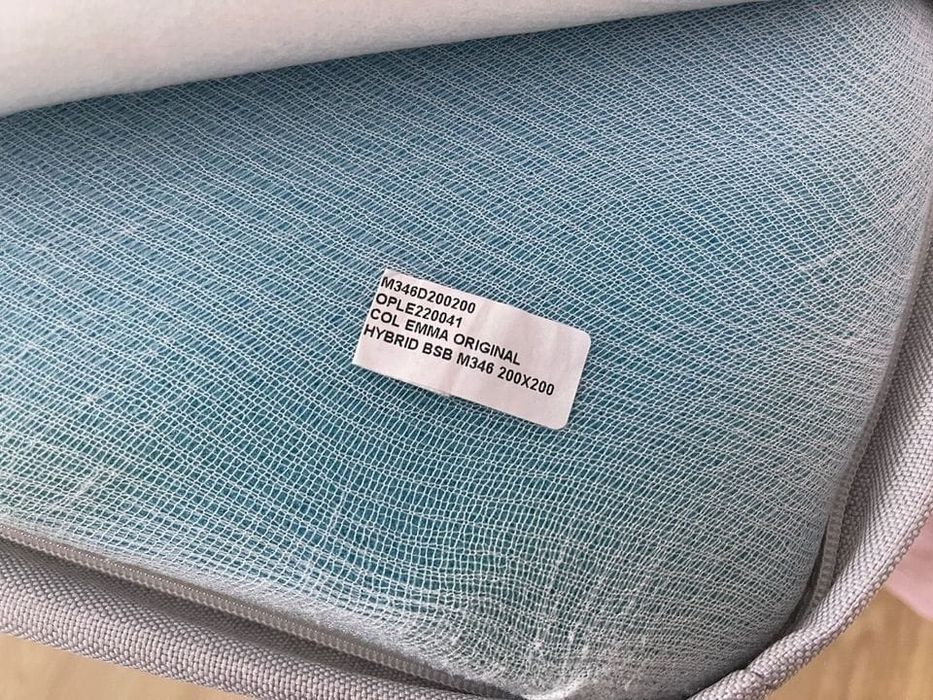 M346D200200
OPLE220041
COL EMMA ORIGINAL
HYBRID BSB M346 200X200